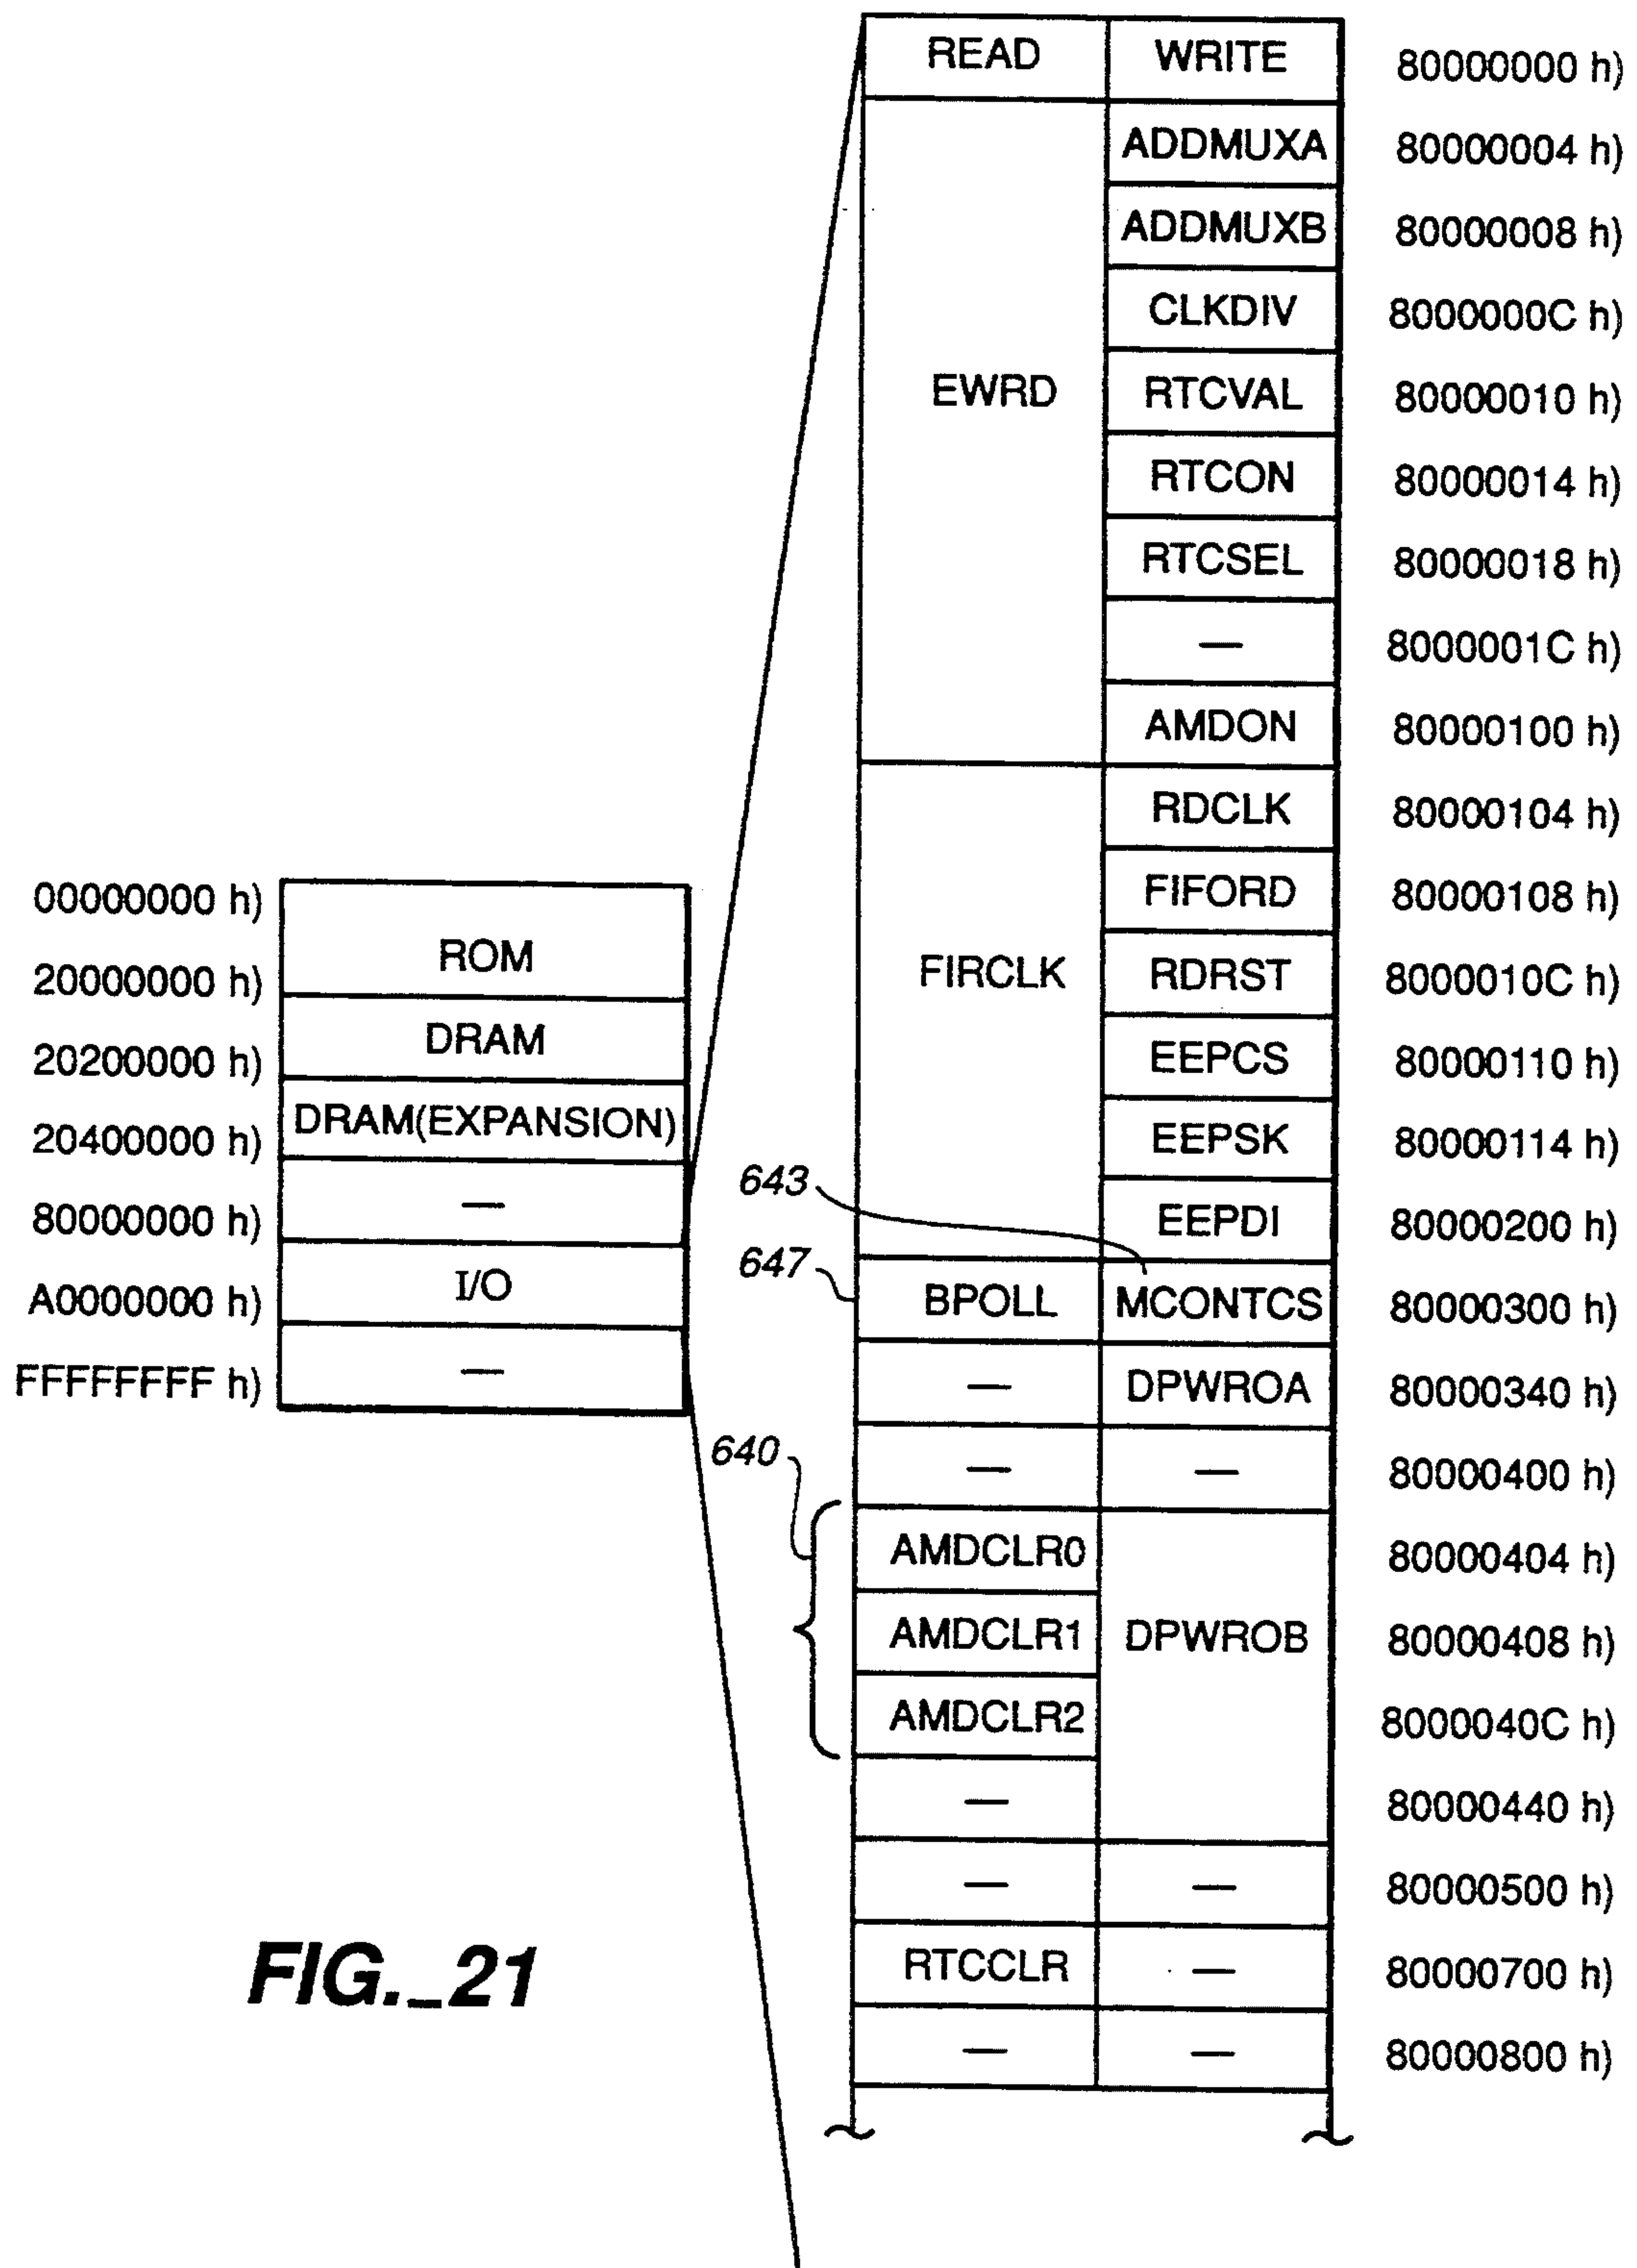 READ WRITE 80000000 h)
ADDMUXA 80000004 h)
ADDMUXB 80000008 h)
CLKDIV 8000000C h)
EWRD RTCVAL 80000010 h)
RTCON 80000014 h)
RTCSEL 80000018 h)
— 8000001C h)
AMDON 80000100 h)
RDCLK 80000104 h)
FIFORD 80000108 h)
FIRCLK RDRST 8000010C h)
EEPCS 80000110 h)
EEPSK 80000114 h)
643 EEPDI 80000200 h)
647 BPOLL MCONTCS 80000300 h)
— DPWROA 80000340 h)
640 — — 80000400 h)
AMDCLR0 80000404 h)
AMDCLR1 DPWROB 80000408 h)
AMDCLR2 8000040C h)
— 80000440 h)
— — 80000500 h)
RTCCLR — 80000700 h)
— — 80000800 h)
00000000 h)
ROM
20000000 h)
DRAM
20200000 h)
DRAM(EXPANSION)
20400000 h)
—
80000000 h)
I/O
A0000000 h)
—
FFFFFFFF h)
FIG._21